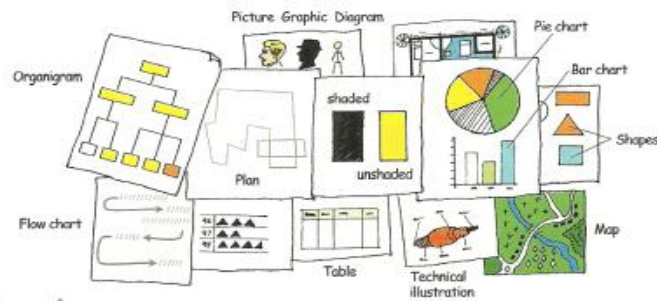 Picture Graphic Diagram
Pie chart
Organigram
Bar chart
shaded
Shapes
Plan
unshaded
Flow chart
Map
Table
Technical
illustration